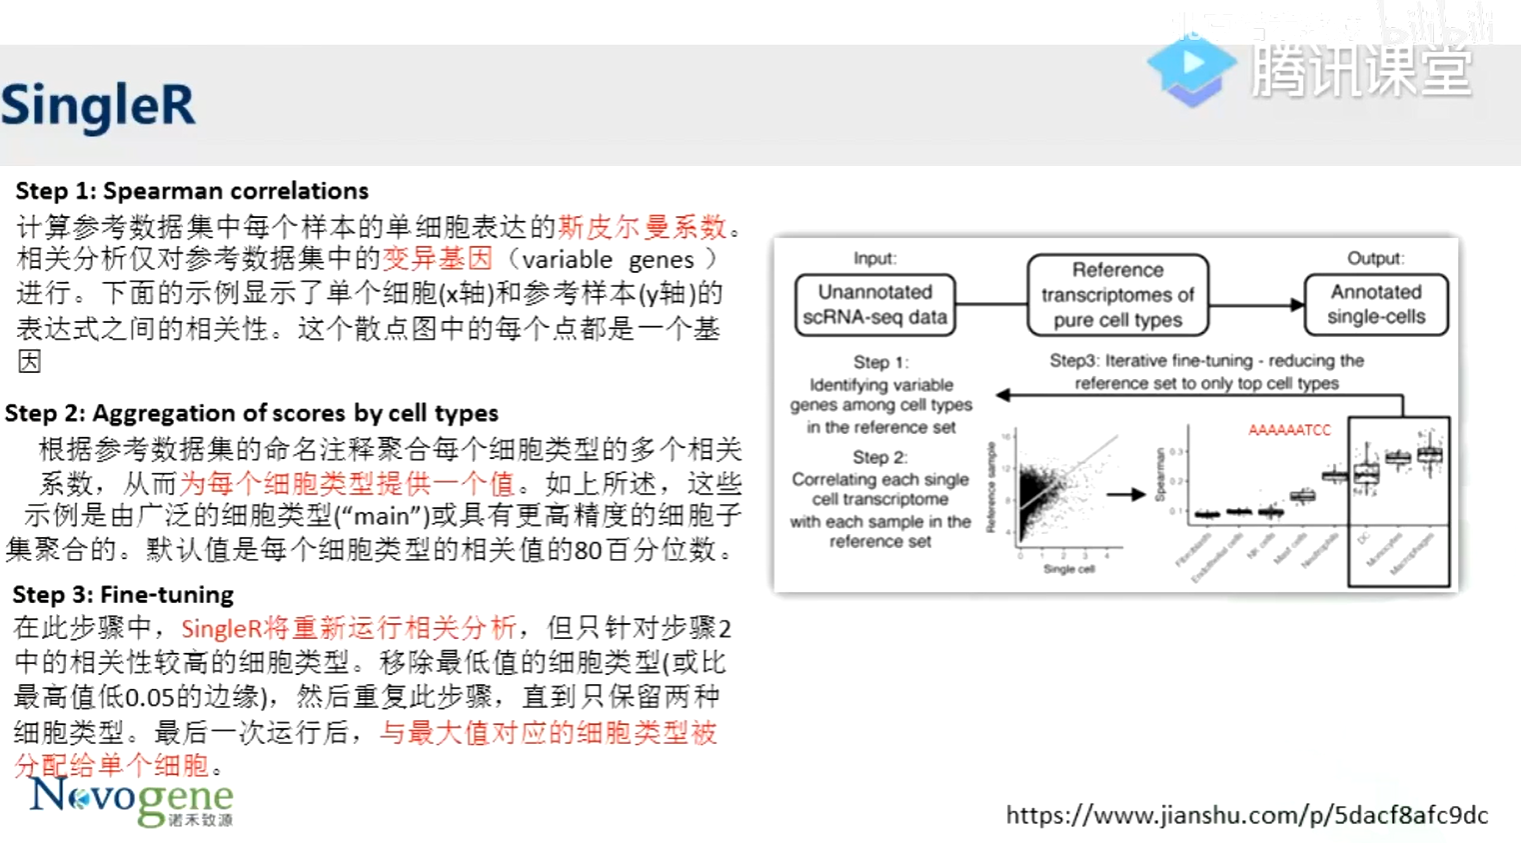 腾讯课堂
SingleR
Step 1: Spearman correlations
计算参考数据集中每个样本的单细胞表达的斯皮尔曼系数。
相关分析仅对参考数据集中的变异基因（variable genes）
进行。下面的示例显示了单个细胞(x轴)和参考样本(y轴)的
表达式之间的相关性。这个散点图中的每个点都是一个基
因
Step 2: Aggregation of scores by cell types
根据参考数据集的命名注释聚合每个细胞类型的多个相关
系数，从而为每个细胞类型提供一个值。如上所述，这些
示例是由广泛的细胞类型(“main”)或具有更高精度的细胞子
集聚合的。默认值是每个细胞类型的相关值的80百分位数。
Step 3: Fine-tuning
在此步骤中，SingleR将重新运行相关分析，但只针对步骤2
中的相关性较高的细胞类型。移除最低值的细胞类型(或比
最高值低0.05的边缘)，然后重复此步骤，直到只保留两种
细胞类型。最后一次运行后，与最大值对应的细胞类型被
分配给单个细胞。
Novogene
诺禾致源
Input:
Unannotated
scRNA-seq data
Reference
transcriptomes of
pure cell types
Output:
Annotated
single-cells
Step 1:
Identifying variable
genes among cell types
in the reference set
Step 2:
Correlating each single
cell transcriptome
with each sample in the
reference set
Step3: Iterative fine-tuning - reducing the
reference set to only top cell types
Reference sample
16
12
8
4
0 1 2 3 4
Single cell
AAAAAATCC
Spearman
0.3
0.2
0.1
Fibroblasts
Endothelial cells
NK cells
Mast cells
Neutrophils
DC
Monocytes
Macrophages
https://www.jianshu.com/p/5dacf8afc9dc